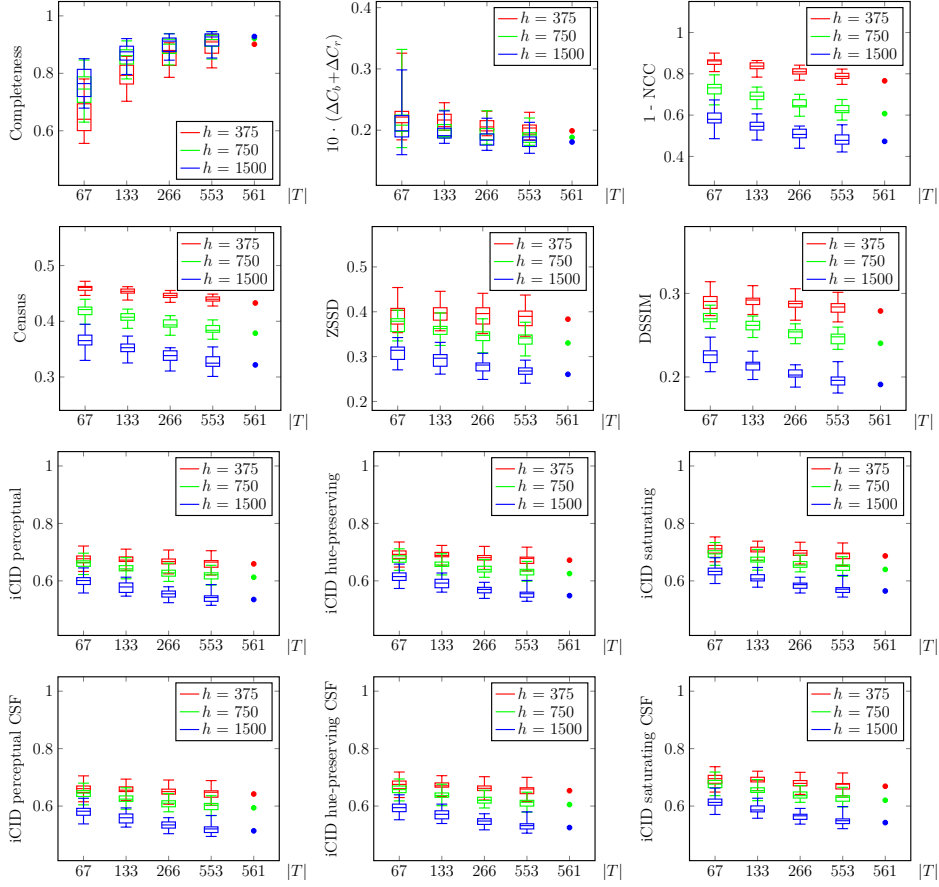 Completeness
1
0.8
0.6
67 133 266 553 561 |T|
h = 375
h = 750
h = 1500
10 · (ΔC_b + ΔC_r)
0.4
0.3
0.2
67 133 266 553 561 |T|
h = 375
h = 750
h = 1500
1 - NCC
1
0.8
0.6
0.4
67 133 266 553 561 |T|
h = 375
h = 750
h = 1500
Census
0.5
0.4
0.3
67 133 266 553 561 |T|
h = 375
h = 750
h = 1500
ZSSD
0.5
0.4
0.3
0.2
67 133 266 553 561 |T|
h = 375
h = 750
h = 1500
DSSIM
0.3
0.2
67 133 266 553 561 |T|
h = 375
h = 750
h = 1500
iCID perceptual
1
0.8
0.6
67 133 266 553 561 |T|
h = 375
h = 750
h = 1500
iCID hue-preserving
1
0.8
0.6
67 133 266 553 561 |T|
h = 375
h = 750
h = 1500
iCID saturating
1
0.8
0.6
67 133 266 553 561 |T|
h = 375
h = 750
h = 1500
iCID perceptual CSF
1
0.8
0.6
67 133 266 553 561 |T|
h = 375
h = 750
h = 1500
iCID hue-preserving CSF
1
0.8
0.6
67 133 266 553 561 |T|
h = 375
h = 750
h = 1500
iCID saturating CSF
1
0.8
0.6
67 133 266 553 561 |T|
h = 375
h = 750
h = 1500